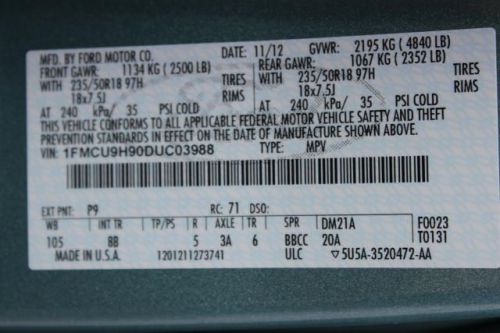 MFD. BY FORD MOTOR CO. DATE: 11/12 GVWR: 2195 KG ( 4840 LB)
FRONT GAWR: 1134 KG ( 2500 LB) REAR GAWR: 1067 KG ( 2352 LB)
WITH 235/50R18 97H TIRES WITH 235/50R18 97H TIRES
18x7.5J RIMS 18x7.5J RIMS
AT 240 kPa/ 35 PSI COLD AT 240 kPa/ 35 PSI COLD
THIS VEHICLE CONFORMS TO ALL APPLICABLE FEDERAL MOTOR VEHICLE SAFETY AND THEFT
PREVENTION STANDARDS IN EFFECT ON THE DATE OF MANUFACTURE SHOWN ABOVE.
VIN: 1FMCU9H90DUC03988 TYPE: MPV
EXT PNT: P9 RC: 71 DSO:
WB INT TR TP/PS R AXLE TR SPR DM21A F0023
105 8B 5 3A 6 BBCC 20A T0131
MADE IN U.S.A. 1201211273741 ULC ▽5U5A-3520472-AA